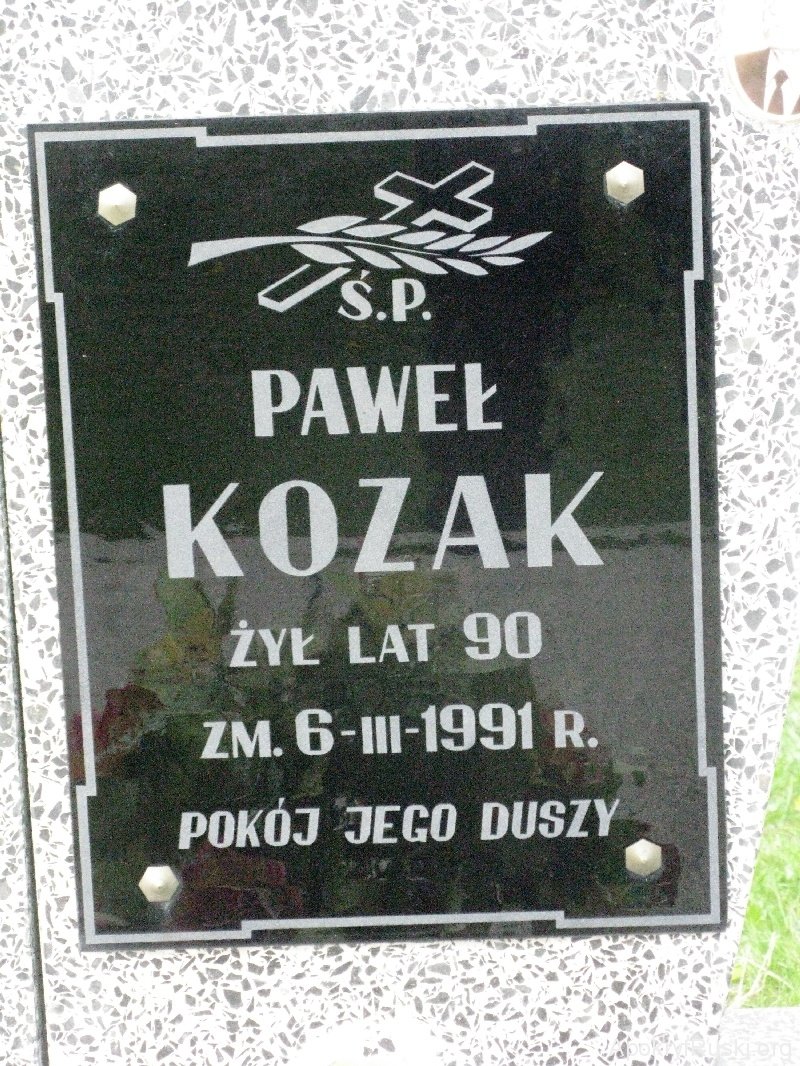 Ś.P.
PAWEŁ
KOZAK
ŻYŁ LAT 90
ZM. 6-III-1991 R.
POKÓJ JEGO DUSZY